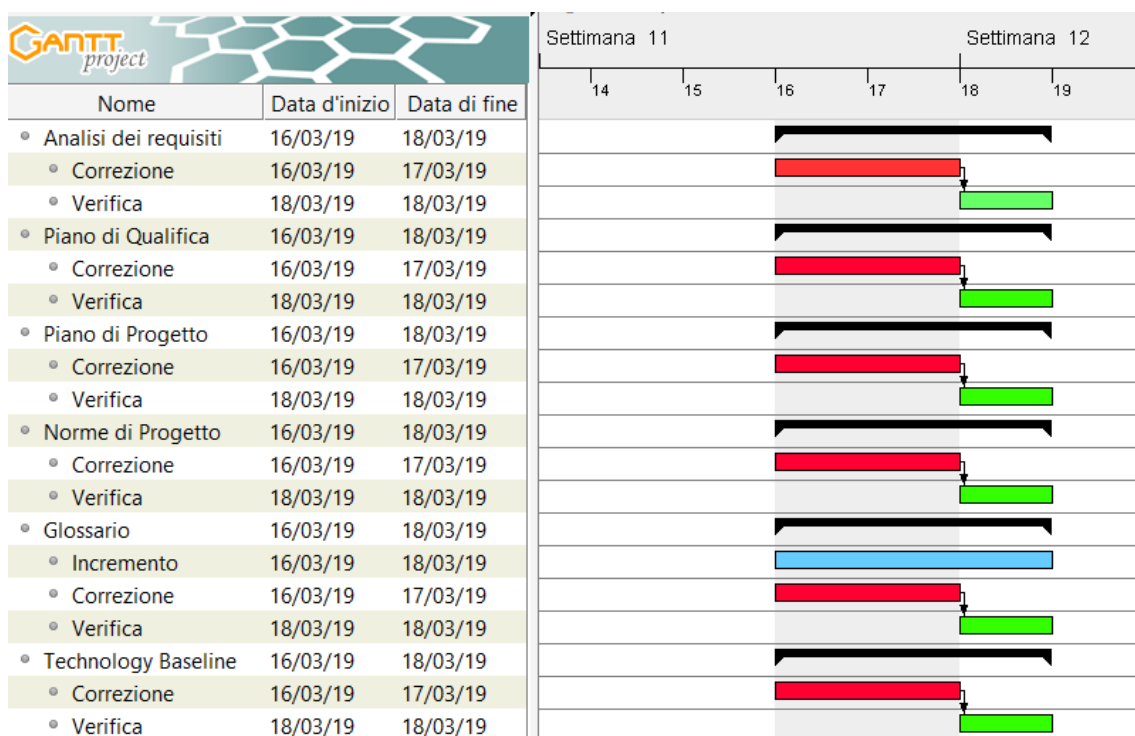 GANTT
project
Settimana 11 Settimana 12
14 15 16 17 18 19
Nome Data d'inizio Data di fine
Analisi dei requisiti 16/03/19 18/03/19
Correzione 16/03/19 17/03/19
Verifica 18/03/19 18/03/19
Piano di Qualifica 16/03/19 18/03/19
Correzione 16/03/19 17/03/19
Verifica 18/03/19 18/03/19
Piano di Progetto 16/03/19 18/03/19
Correzione 16/03/19 17/03/19
Verifica 18/03/19 18/03/19
Norme di Progetto 16/03/19 18/03/19
Correzione 16/03/19 17/03/19
Verifica 18/03/19 18/03/19
Glossario 16/03/19 18/03/19
Incremento 16/03/19 18/03/19
Correzione 16/03/19 17/03/19
Verifica 18/03/19 18/03/19
Technology Baseline 16/03/19 18/03/19
Correzione 16/03/19 17/03/19
Verifica 18/03/19 18/03/19